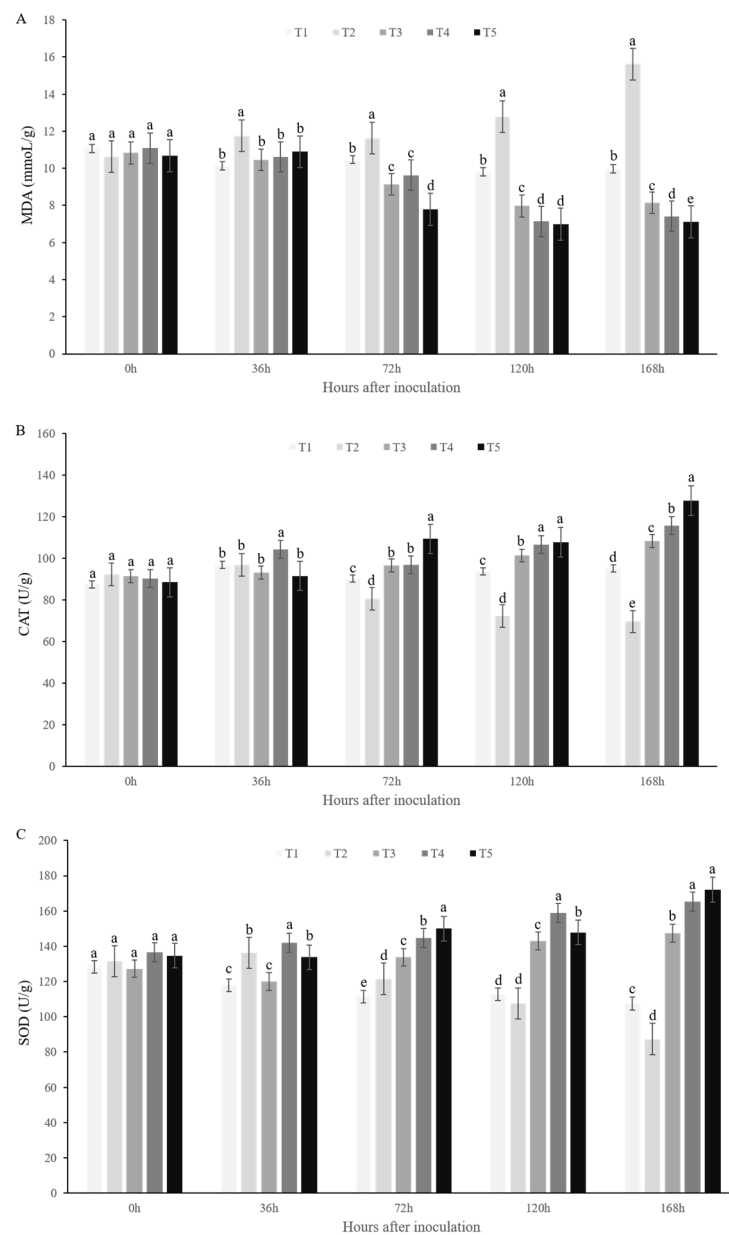 A
T1 T2 T3 T4 T5
MDA (mmoL/g)
18
16
14
12
10
8
6
4
2
0
a a a a a
b a b b b
b a c c d
b a c d d
b a c d e
0h 36h 72h 120h 168h
Hours after inoculation
B
T1 T2 T3 T4 T5
CAT (U/g)
160
140
120
100
80
60
40
20
0
a a a a a
b b b a b
c d b b a
c d b a a
d e c b a
0h 36h 72h 120h 168h
Hours after inoculation
C
T1 T2 T3 T4 T5
SOD (U/g)
200
180
160
140
120
100
80
60
40
20
0
a a a a a
c b c a b
e d c b a
d d c a b
c d b a a
0h 36h 72h 120h 168h
Hours after inoculation